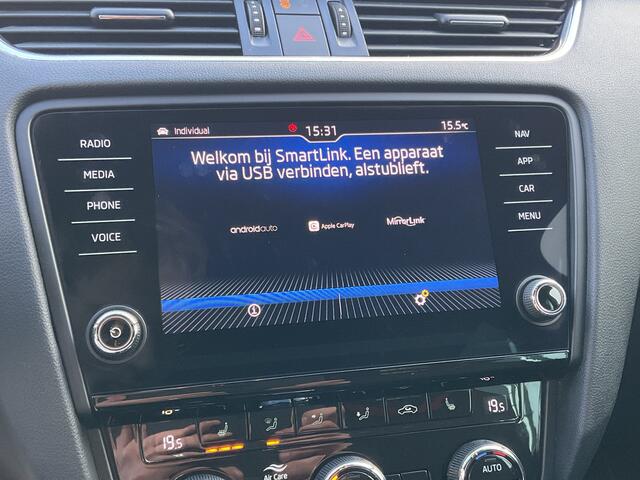 Individual
15:31
15.5°C
Welkom bij SmartLink. Een apparaat
via USB verbinden, alstublieft.
androidauto
Apple CarPlay
MirrorLink
RADIO
MEDIA
PHONE
VOICE
NAV
APP
CAR
MENU
19.5
19.5
Air Care
AUTO